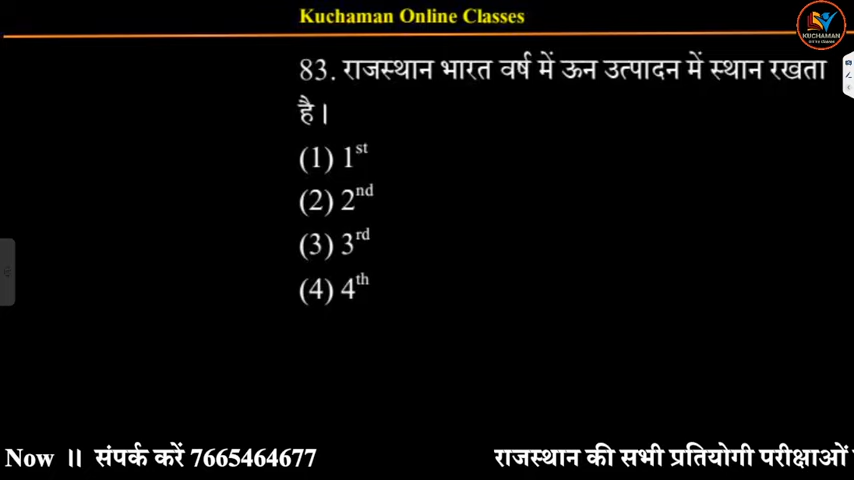 Kuchaman Online Classes
KUCHAMAN
83. राजस्थान भारत वर्ष में ऊन उत्पादन में स्थान रखता
है।
(1) 1st
(2) 2nd
(3) 3rd
(4) 4th
Now ।। संपर्क करें 7665464677 राजस्थान की सभी प्रतियोगी परीक्षाओं